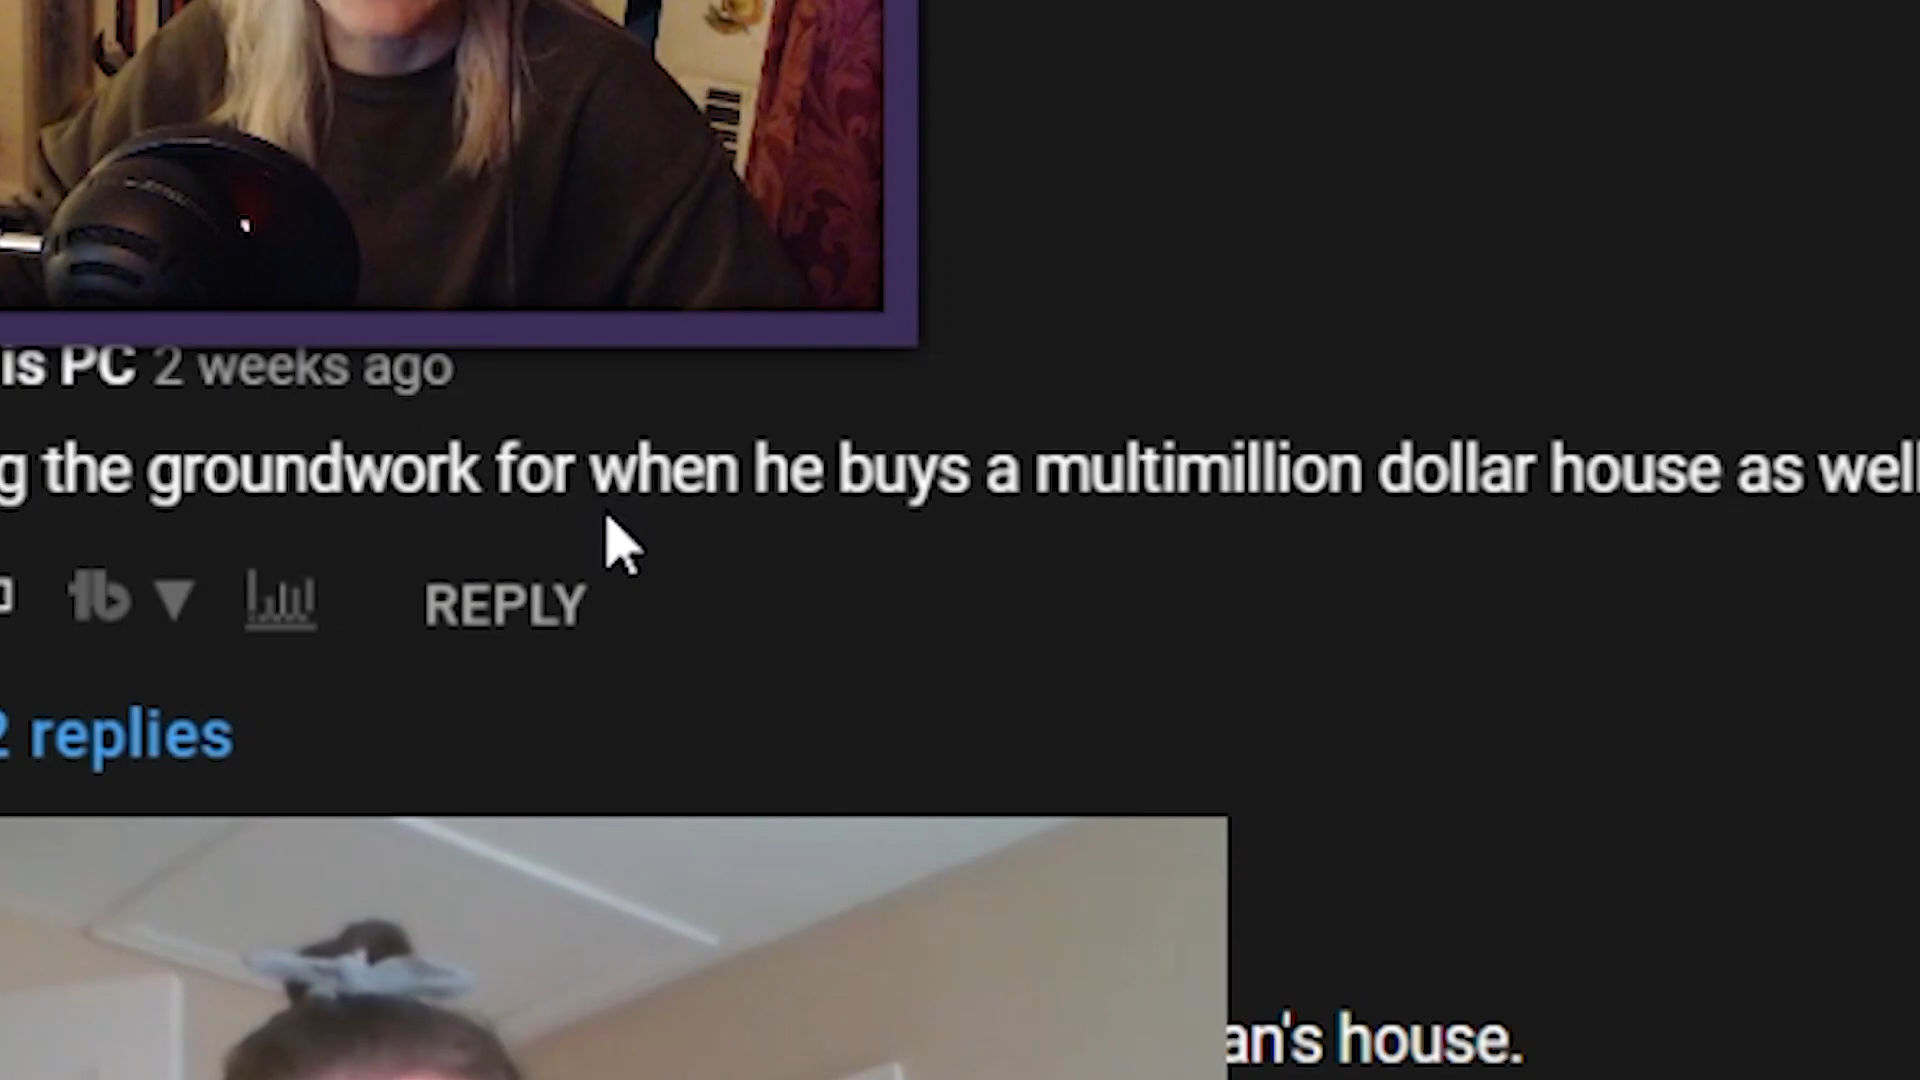 is PC 2 weeks ago
g the groundwork for when he buys a multimillion dollar house as well
REPLY
2 replies
an's house.